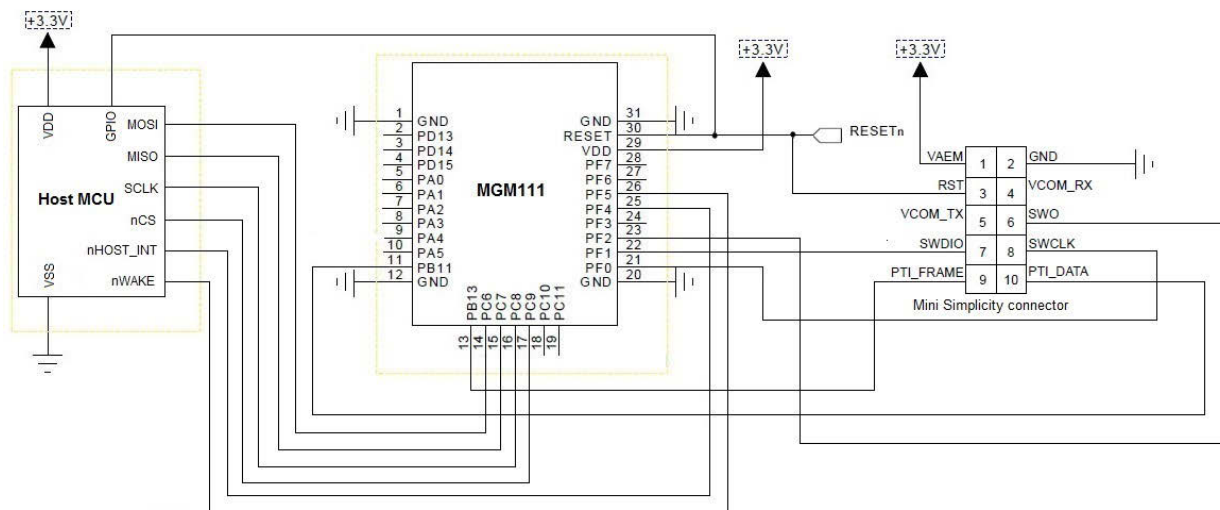 +3.3V
+3.3V
+3.3V
Host MCU
VDD
GPIO
VSS
MOSI
MISO
SCLK
nCS
nHOST_INT
nWAKE
MGM111
1 GND
2 PD13
3 PD14
4 PD15
5 PA0
6 PA1
7 PA2
8 PA3
9 PA4
10 PA5
11 PB11
12 GND
13 PB13
14 PC6
15 PC7
16 PC8
17 PC9
18 PC10
19 PC11
GND 31
RESET 30
VDD 29
PF7 28
PF6 27
PF5 26
PF4 25
PF3 24
PF2 23
PF1 22
PF0 21
GND 20
RESETn
VAEM 1 2 GND
RST 3 4 VCOM_RX
VCOM_TX 5 6 SWO
SWDIO 7 8 SWCLK
PTI_FRAME 9 10 PTI_DATA
Mini Simplicity connector